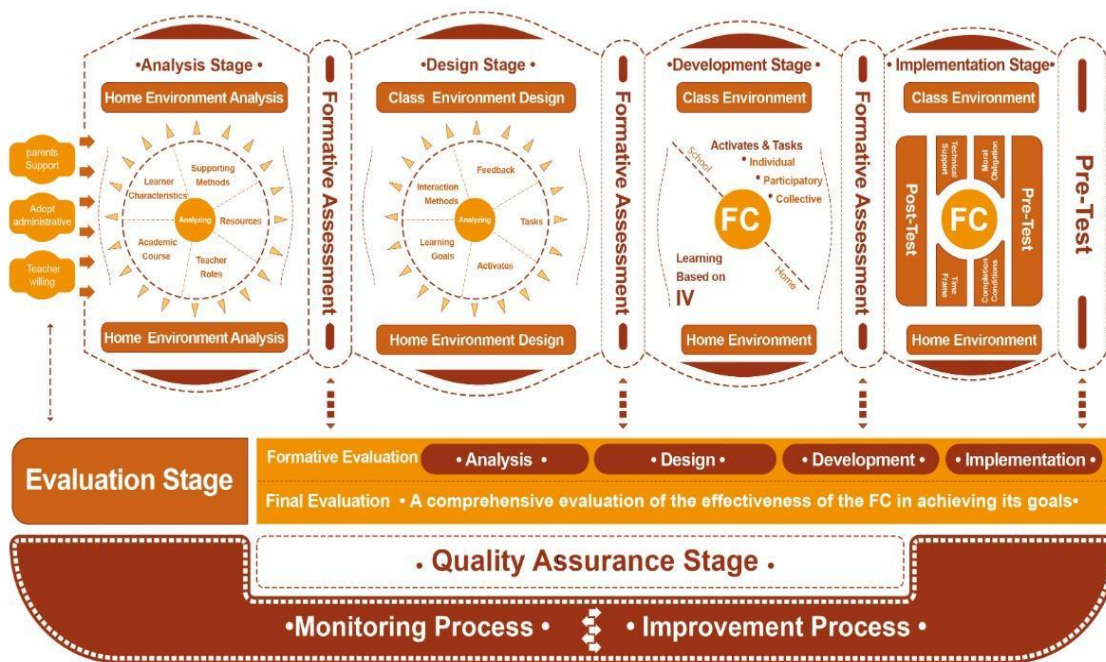 •Analysis Stage •
Home Environment Analysis
parents
Support
Adopt
administrative
Teacher
willing
Supporting
Methods
Learner
Characteristics
Analyzing
Resources
Academic
Course
Teacher
Roles
Home Environment Analysis
Formative Assessment
•Design Stage •
Class Environment Design
Feedback
Interaction
Methods
Analyzing
Tasks
Learning
Goals
Activates
Home Environment Design
Formative Assessment
•Development Stage •
Class Environment
Activates & Tasks
• Individual
• Participatory
• Collective
School
FC
Home
Learning
Based on
IV
Home Environment
Formative Assessment
•Implementation Stage•
Class Environment
Post-Test
Technical
Support
Moral
Obligation
FC
Time
Frame
Completion
Conditions
Pre-Test
Home Environment
Pre-Test
Evaluation Stage
Formative Evaluation • Analysis • • Design • • Development • • Implementation •
Final Evaluation • A comprehensive evaluation of the effectiveness of the FC in achieving its goals•
• Quality Assurance Stage •
•Monitoring Process • • Improvement Process •